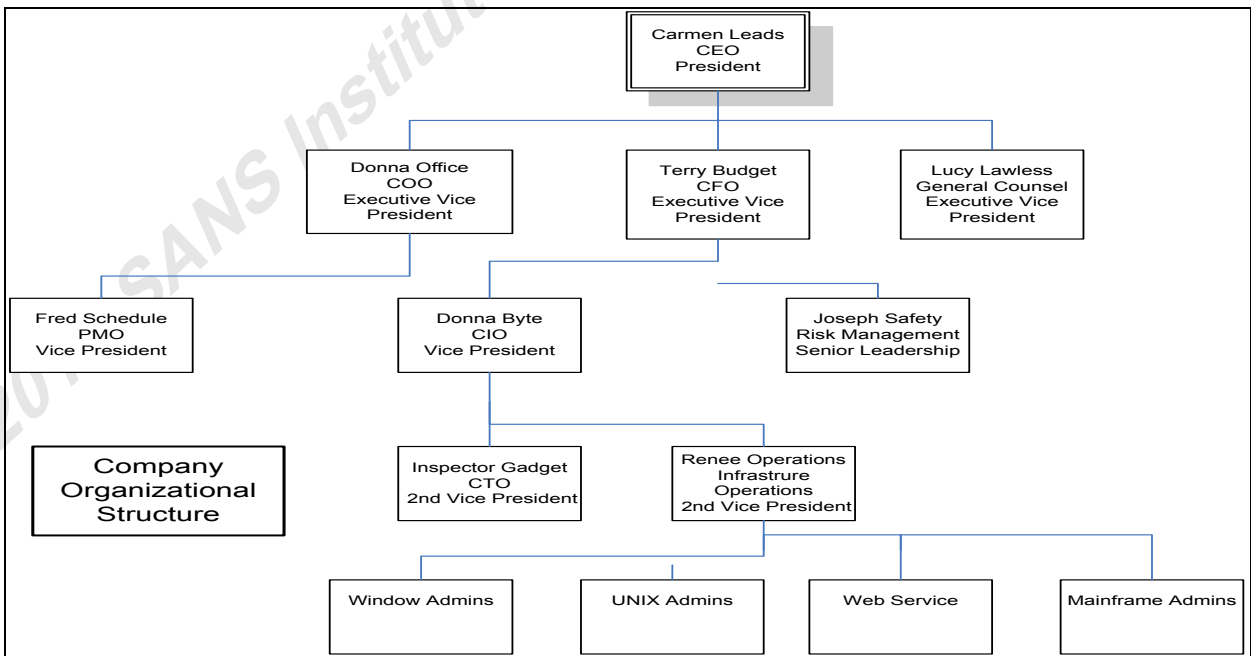 Carmen Leads
CEO
President
Donna Office
COO
Executive Vice
President
Terry Budget
CFO
Executive Vice
President
Lucy Lawless
General Counsel
Executive Vice
President
Fred Schedule
PMO
Vice President
Donna Byte
CIO
Vice President
Joseph Safety
Risk Management
Senior Leadership
Company
Organizational
Structure
Inspector Gadget
CTO
2nd Vice President
Renee Operations
Infrastrure
Operations
2nd Vice President
Window Admins
UNIX Admins
Web Service
Mainframe Admins
SANS